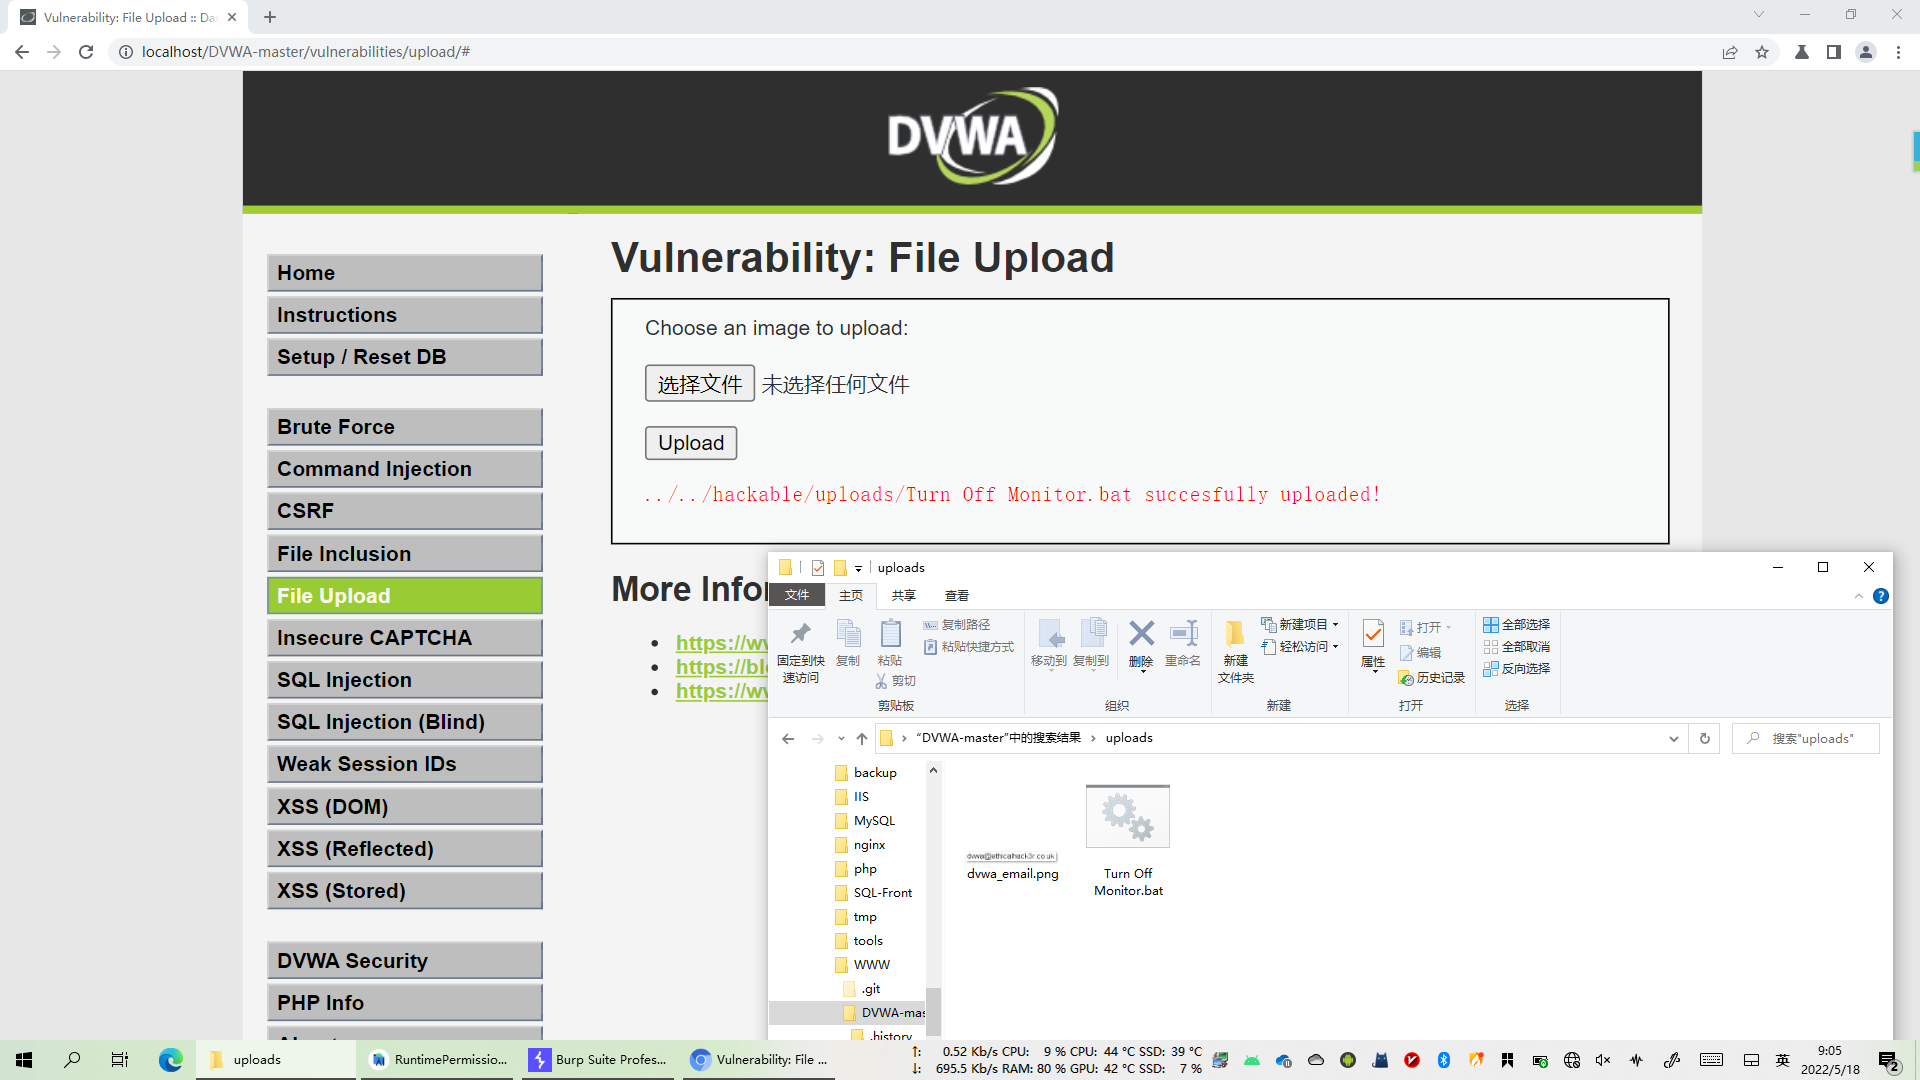 Vulnerability: File Upload :: Da
localhost/DVWA-master/vulnerabilities/upload/#
DVWA
Vulnerability: File Upload
Home
Instructions
Setup / Reset DB
Brute Force
Command Injection
CSRF
File Inclusion
File Upload
Insecure CAPTCHA
SQL Injection
SQL Injection (Blind)
Weak Session IDs
XSS (DOM)
XSS (Reflected)
XSS (Stored)
DVWA Security
PHP Info
Choose an image to upload:
选择文件 未选择任何文件
Upload
../../hackable/uploads/Turn Off Monitor.bat succesfully uploaded!
More Infor
https://ww
https://blo
https://ww
uploads
文件 主页 共享 查看
固定到快速访问
复制
粘贴
复制路径
粘贴快捷方式
剪切
剪贴板
移动到
复制到
删除
重命名
组织
新建
文件夹
新建项目
轻松访问
新建
属性
打开
编辑
历史记录
打开
全部选择
全部取消
反向选择
选择
“DVWA-master”中的搜索结果 uploads
搜索"uploads"
backup
IIS
MySQL
nginx
php
SQL-Front
tmp
tools
WWW
.git
DVWA-mas
.history
dvwa@ethicalhack3r.co.uk
dvwa_email.png
Turn Off
Monitor.bat
uploads
RuntimePermissio...
Burp Suite Profes...
Vulnerability: File ...
↑: 0.52 Kb/s CPU: 9 % CPU: 44 °C SSD: 39 °C
↓: 695.5 Kb/s RAM: 80 % GPU: 42 °C SSD: 7 %
英
9:05
2022/5/18
2